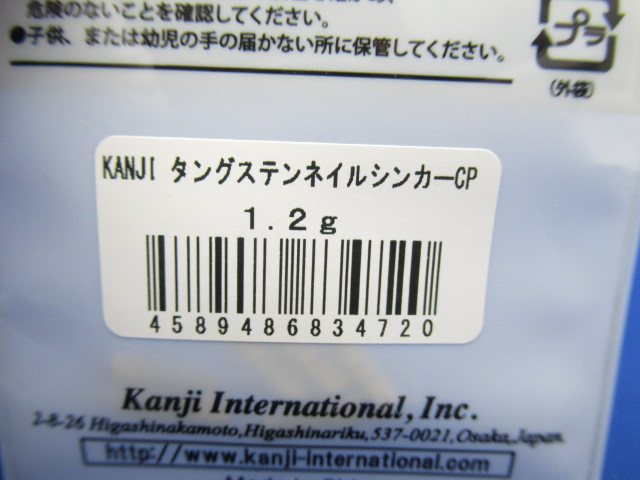 危険のないことを確認してください。
●子供、または幼児の手の届かない所に保管してください。
プラ
(外袋)
KANJI タングステンネイルシンカーCP
1.2g
4589486834720
Kanji International, Inc.
2-8-26 Higashinakamoto,Higashinariku,537-0021,Osaka,Japan.
http://www.kanji-international.com/